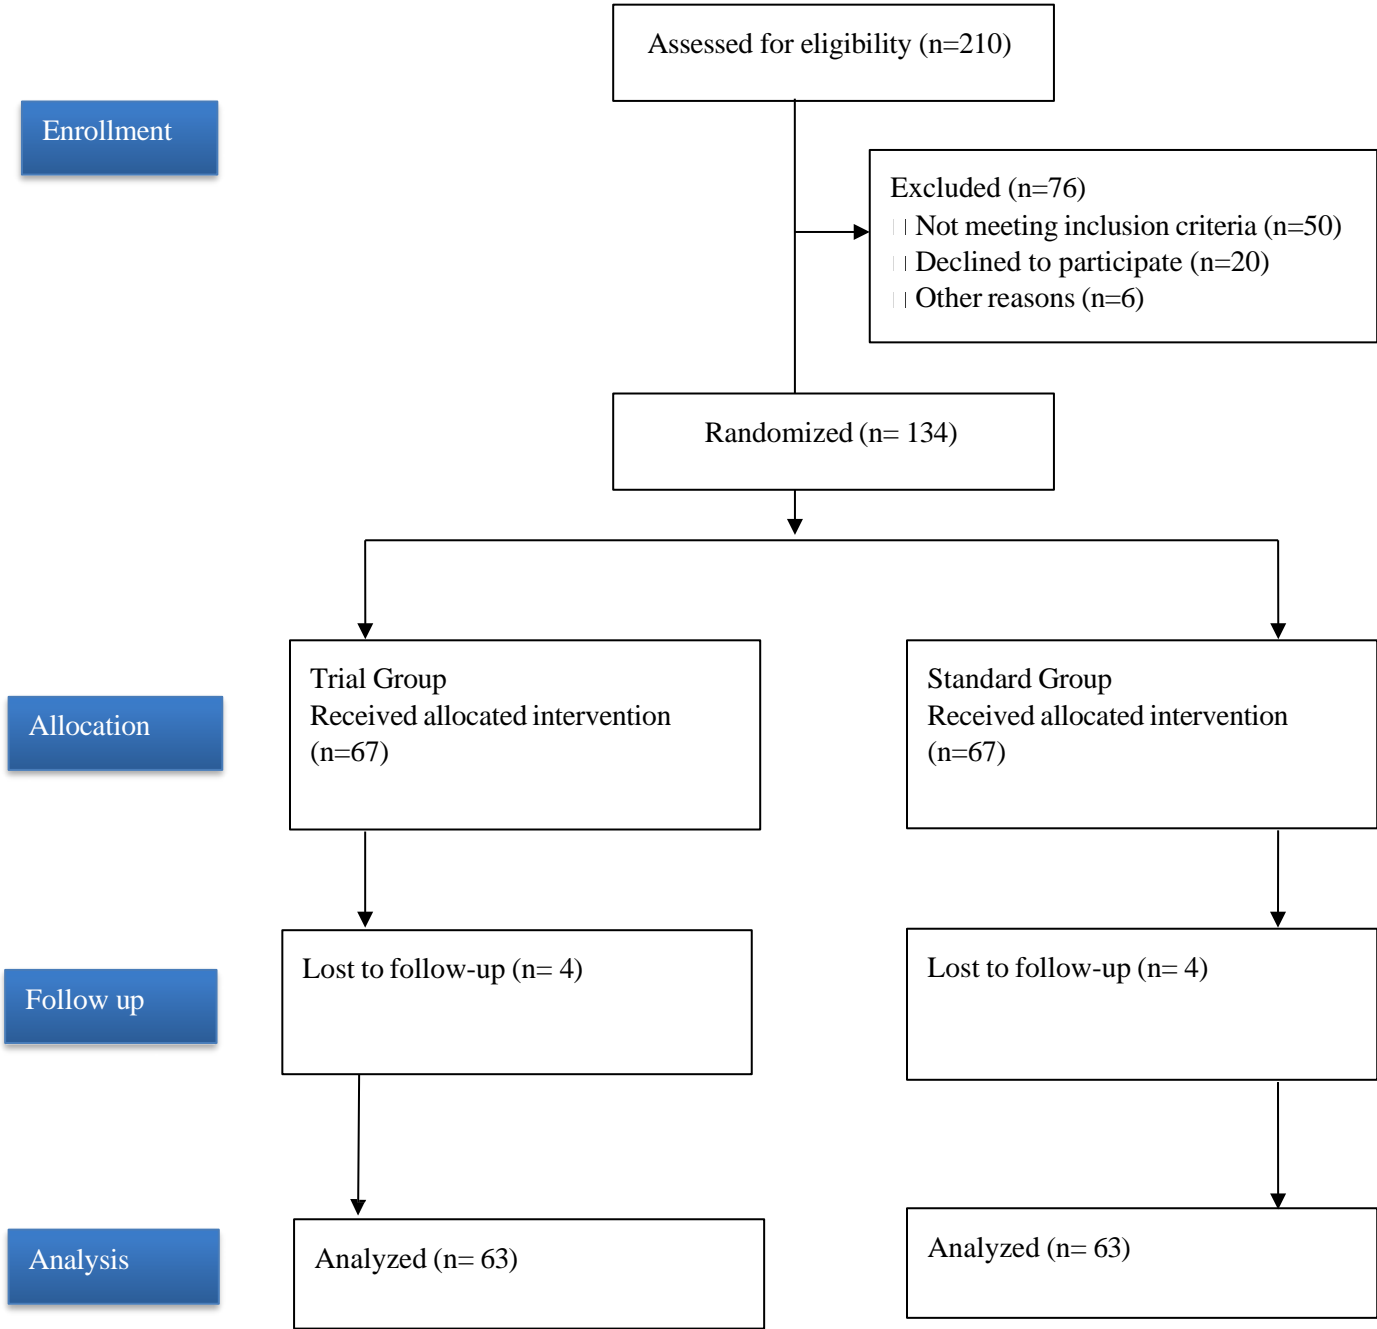 Assessed for eligibility (n=210)
Enrollment
Excluded (n=76)
Not meeting inclusion criteria (n=50)
Declined to participate (n=20)
Other reasons (n=6)
Randomized (n= 134)
Allocation
Trial Group
Received allocated intervention
(n=67)
Standard Group
Received allocated intervention
(n=67)
Follow up
Lost to follow-up (n= 4)
Lost to follow-up (n= 4)
Analysis
Analyzed (n= 63)
Analyzed (n= 63)